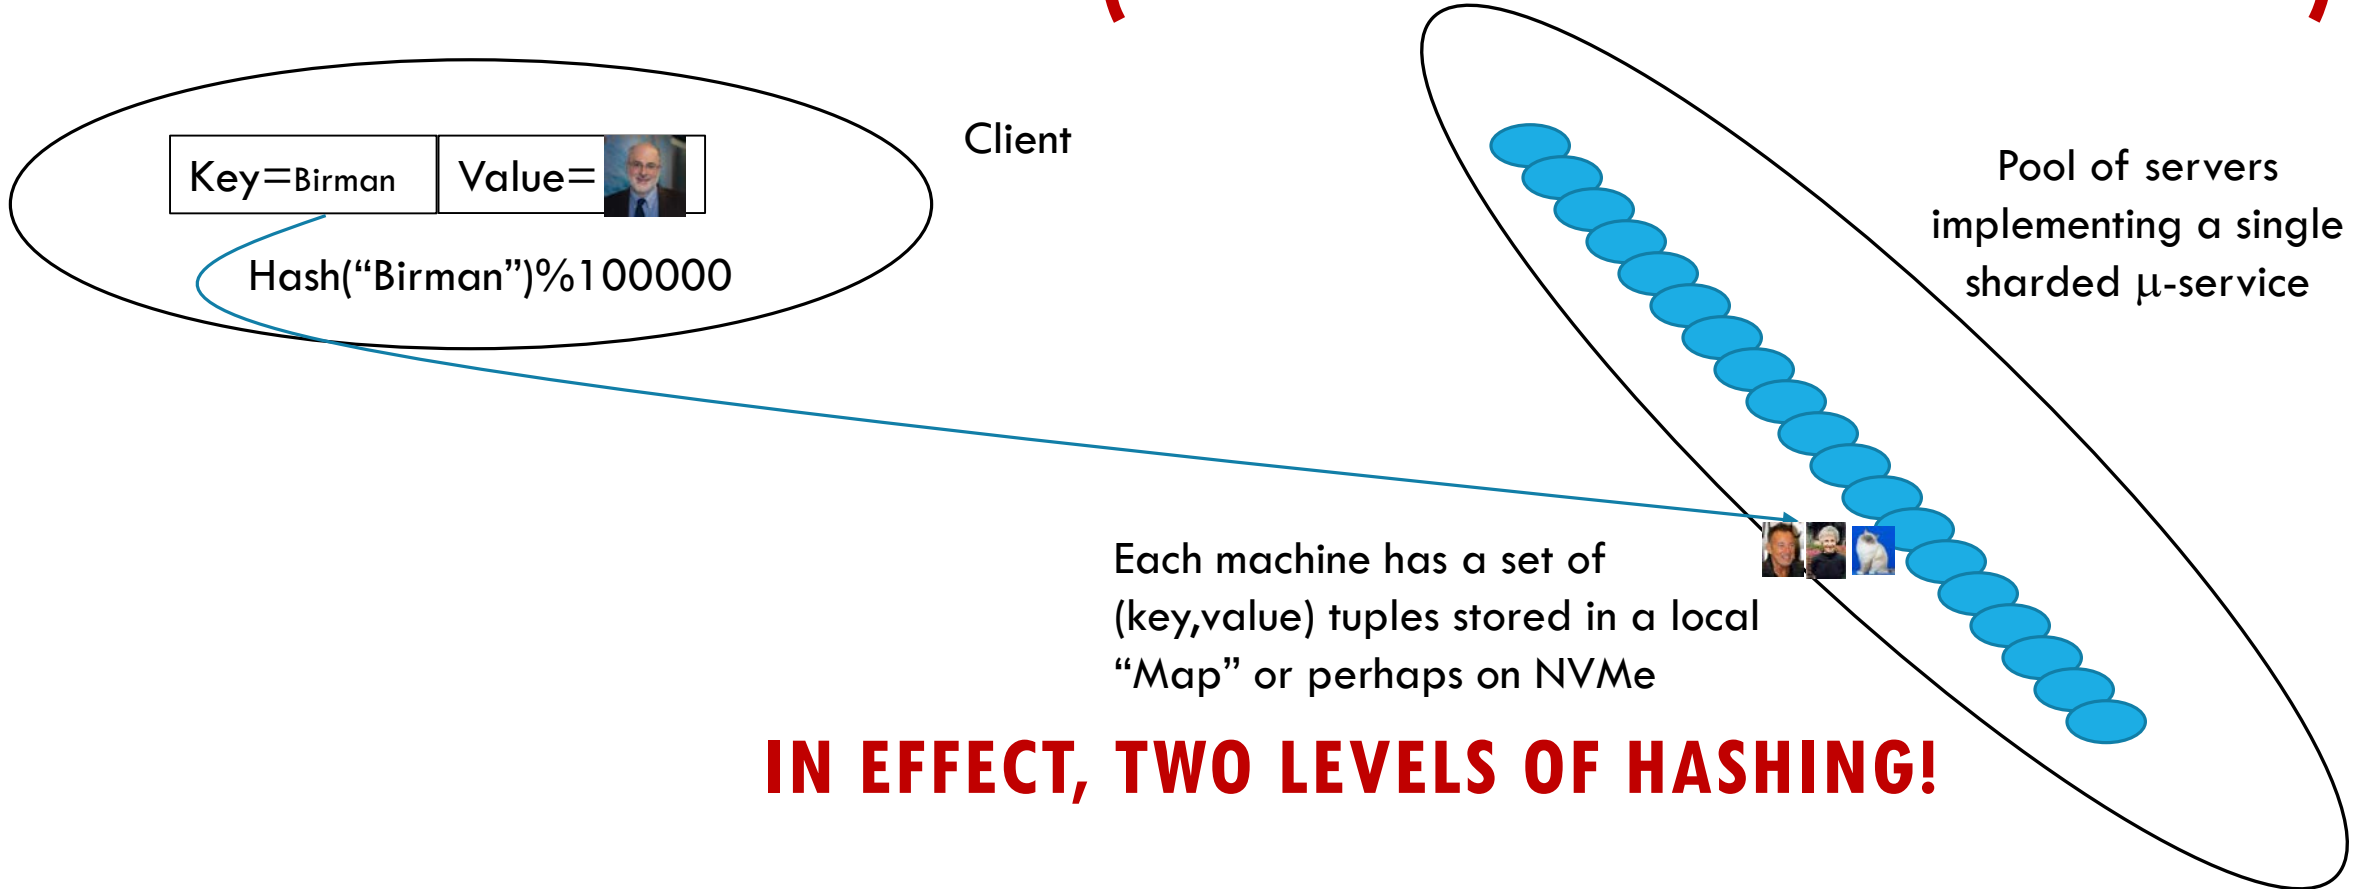 Client
Key=Birman
Value=
Hash(“Birman”)%100000
Pool of servers
implementing a single
sharded μ-service
Each machine has a set of
(key,value) tuples stored in a local
“Map” or perhaps on NVMe
IN EFFECT, TWO LEVELS OF HASHING!